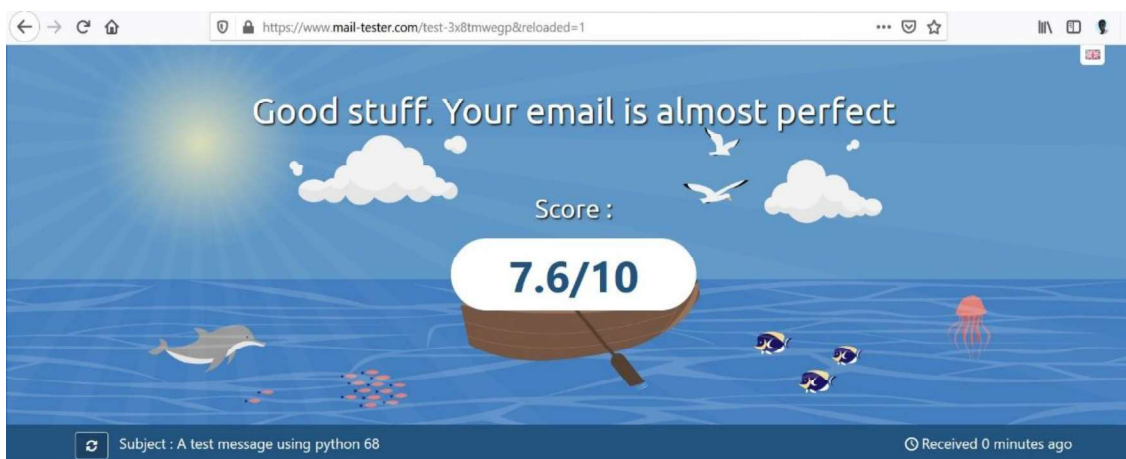 https://www.mail-tester.com/test-3x8tmwegp&reloaded=1
Good stuff. Your email is almost perfect
Score :
7.6/10
Subject : A test message using python 68
Received 0 minutes ago